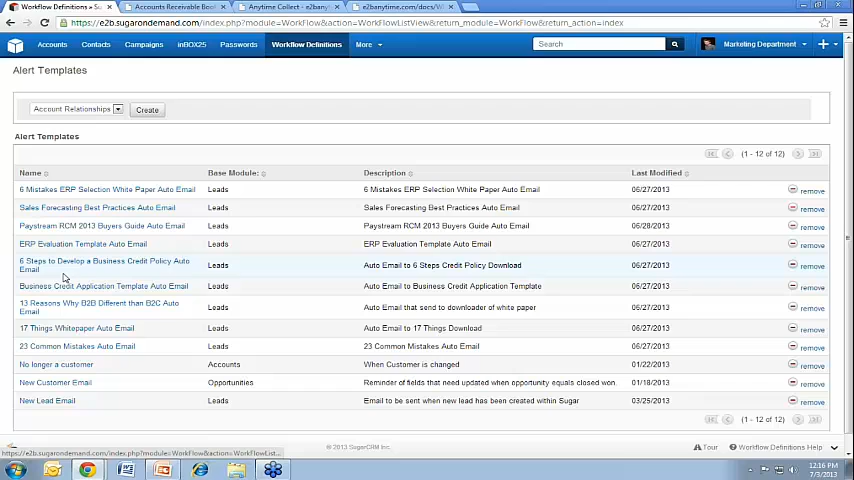 Workflow Definitions » Su × Accounts Receivable Boo × Anytime Collect - e2bany × e2banytime.com/docs/W ×
https://e2b.sugarondemand.com/index.php?module=WorkFlow&action=WorkFlowListView&return_module=WorkFlow&return_action=index
Accounts Contacts Campaigns inBOX25 Passwords Workflow Definitions More Search Marketing Department
Alert Templates
Account Relationships Create
Alert Templates
(1 - 12 of 12)
Name Base Module: Description Last Modified
6 Mistakes ERP Selection White Paper Auto Email Leads 6 Mistakes ERP Selection White Paper Auto Email 06/27/2013 remove
Sales Forecasting Best Practices Auto Email Leads Sales Forecasting Best Practices Auto Email 06/27/2013 remove
Paystream RCM 2013 Buyers Guide Auto Email Leads Paystream RCM 2013 Buyers Guide Auto Email 06/28/2013 remove
ERP Evaluation Template Auto Email Leads ERP Evaluation Template Auto Email 06/27/2013 remove
6 Steps to Develop a Business Credit Policy Auto
Email Leads Auto Email to 6 Steps Credit Policy Download 06/27/2013 remove
Business Credit Application Template Auto Email Leads Auto Email to Business Credit Application Template 06/27/2013 remove
13 Reasons Why B2B Different than B2C Auto
Email Leads Auto Email that send to downloader of white paper 06/27/2013 remove
17 Things Whitepaper Auto Email Leads Auto Email to 17 Things Download 06/27/2013 remove
23 Common Mistakes Auto Email Leads 23 Common Mistakes Auto Email 06/27/2013 remove
No longer a customer Accounts When Customer is changed 01/22/2013 remove
New Customer Email Opportunities Reminder of fields that need updated when opportunity equals closed won. 01/18/2013 remove
New Lead Email Leads Email to be sent when new lead has been created within Sugar 03/25/2013 remove
(1 - 12 of 12)
© 2013 SugarCRM Inc. Tour Workflow Definitions Help
https://e2b.sugarondemand.com/index.php?module=WorkFlow&action=WorkFlowList...
12:16 PM
7/3/2013